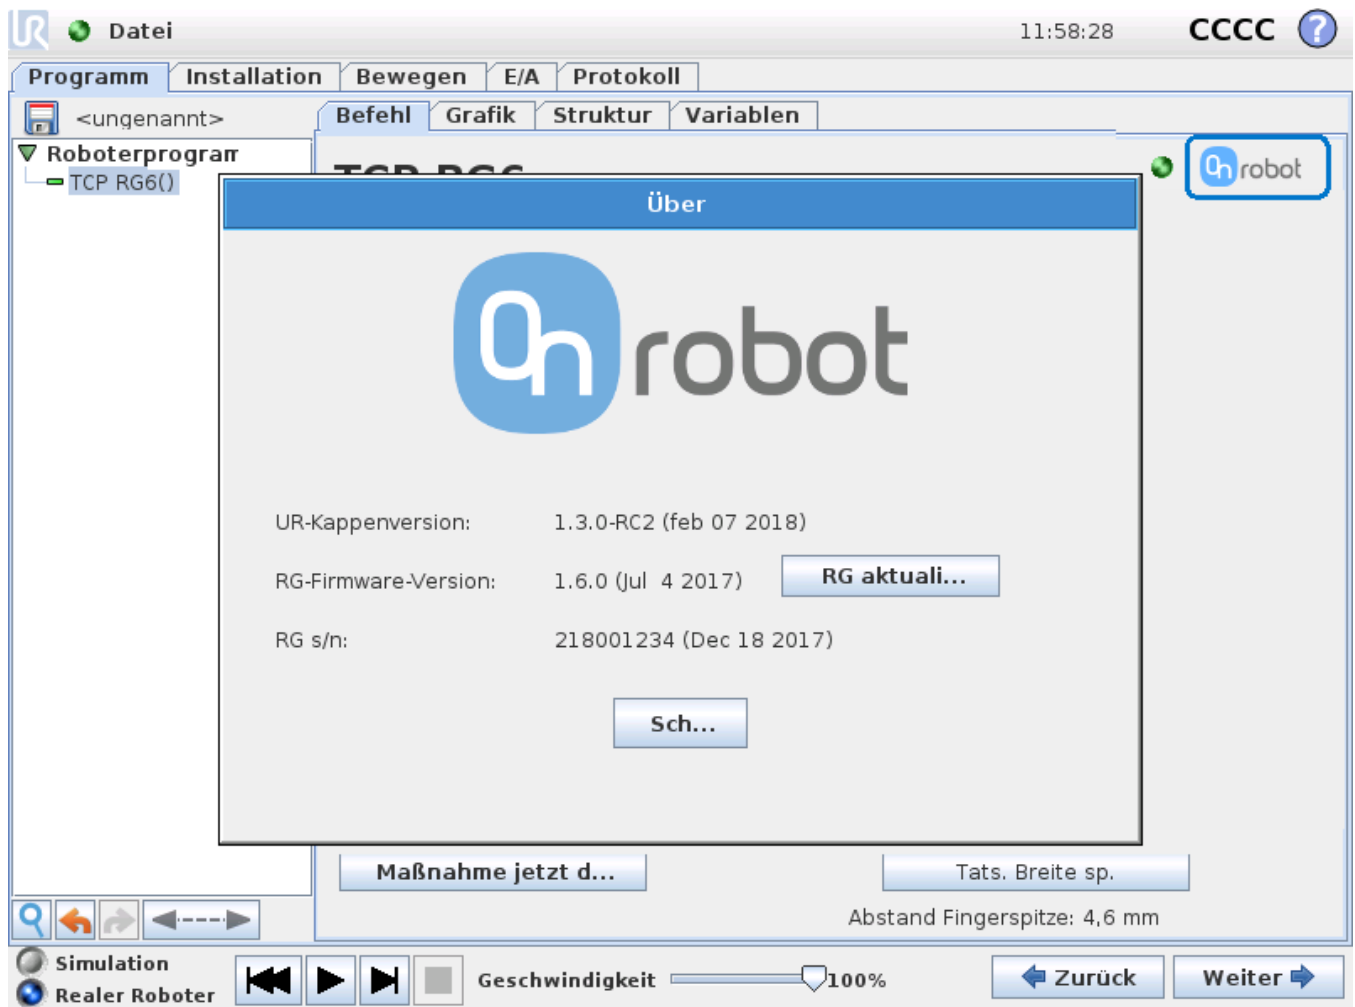 UR Datei 11:58:28 CCCC ?
Programm Installation Bewegen E/A Protokoll
<ungenannt> Befehl Grafik Struktur Variablen
Roboterprogram
TCP RG6()
On robot
Über
On robot
UR-Kappenversion: 1.3.0-RC2 (feb 07 2018)
RG-Firmware-Version: 1.6.0 (Jul 4 2017) RG aktuali...
RG s/n: 218001234 (Dec 18 2017)
Sch...
Maßnahme jetzt d... Tats. Breite sp.
Abstand Fingerspitze: 4,6 mm
Simulation
Realer Roboter
Geschwindigkeit 100% Zurück Weiter